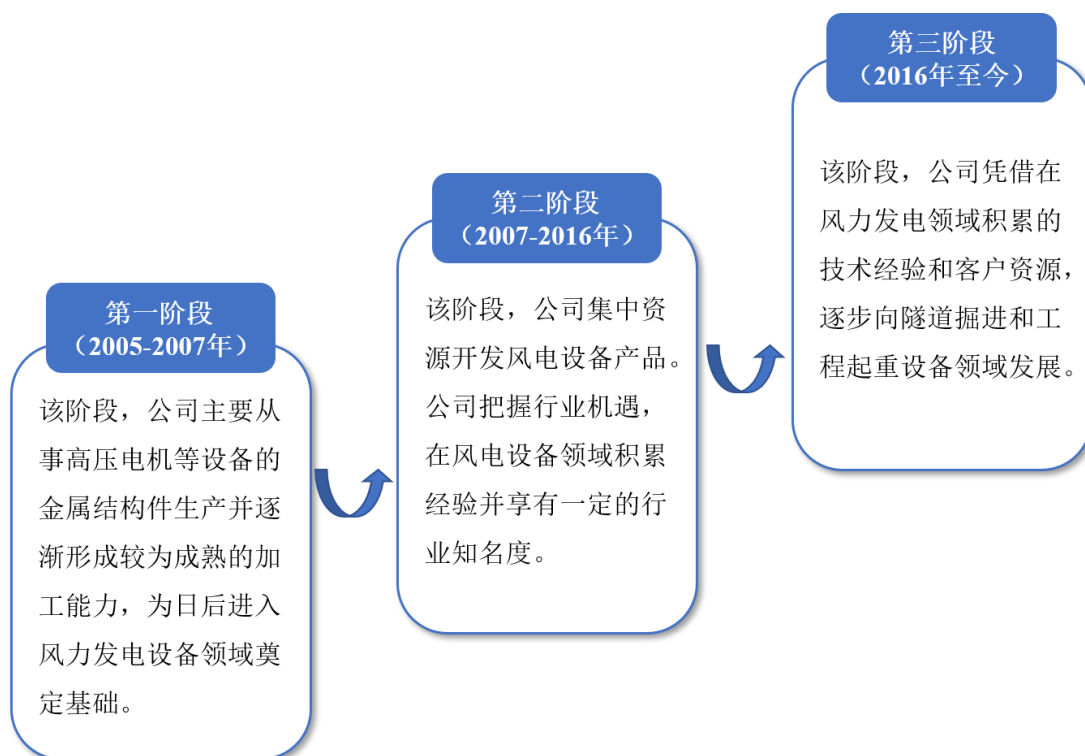 第一阶段
（2005-2007年）
该阶段，公司主要从
事高压电机等设备的
金属结构件生产并逐
渐形成较为成熟的加
工能力，为日后进入
风力发电设备领域奠
定基础。
第二阶段
（2007-2016年）
该阶段，公司集中资
源开发风电设备产品。
公司把握行业机遇，
在风电设备领域积累
经验并享有一定的行
业知名度。
第三阶段
（2016年至今）
该阶段，公司凭借在
风力发电领域积累的
技术经验和客户资源，
逐步向隧道掘进和工
程起重设备领域发展。